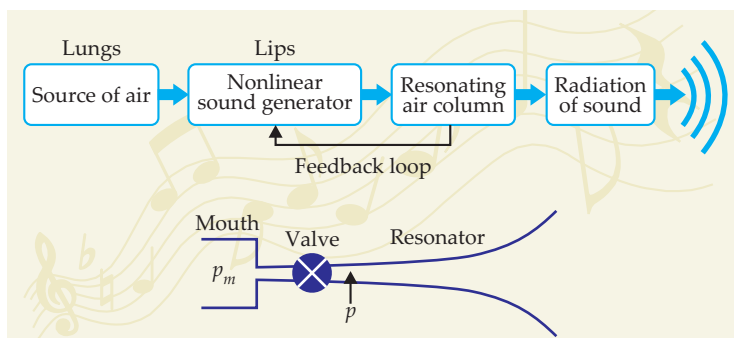 Lungs
Lips
Source of air
Nonlinear
sound generator
Resonating
air column
Radiation
of sound
Feedback loop
Mouth
Valve
Resonator
pₘ
p